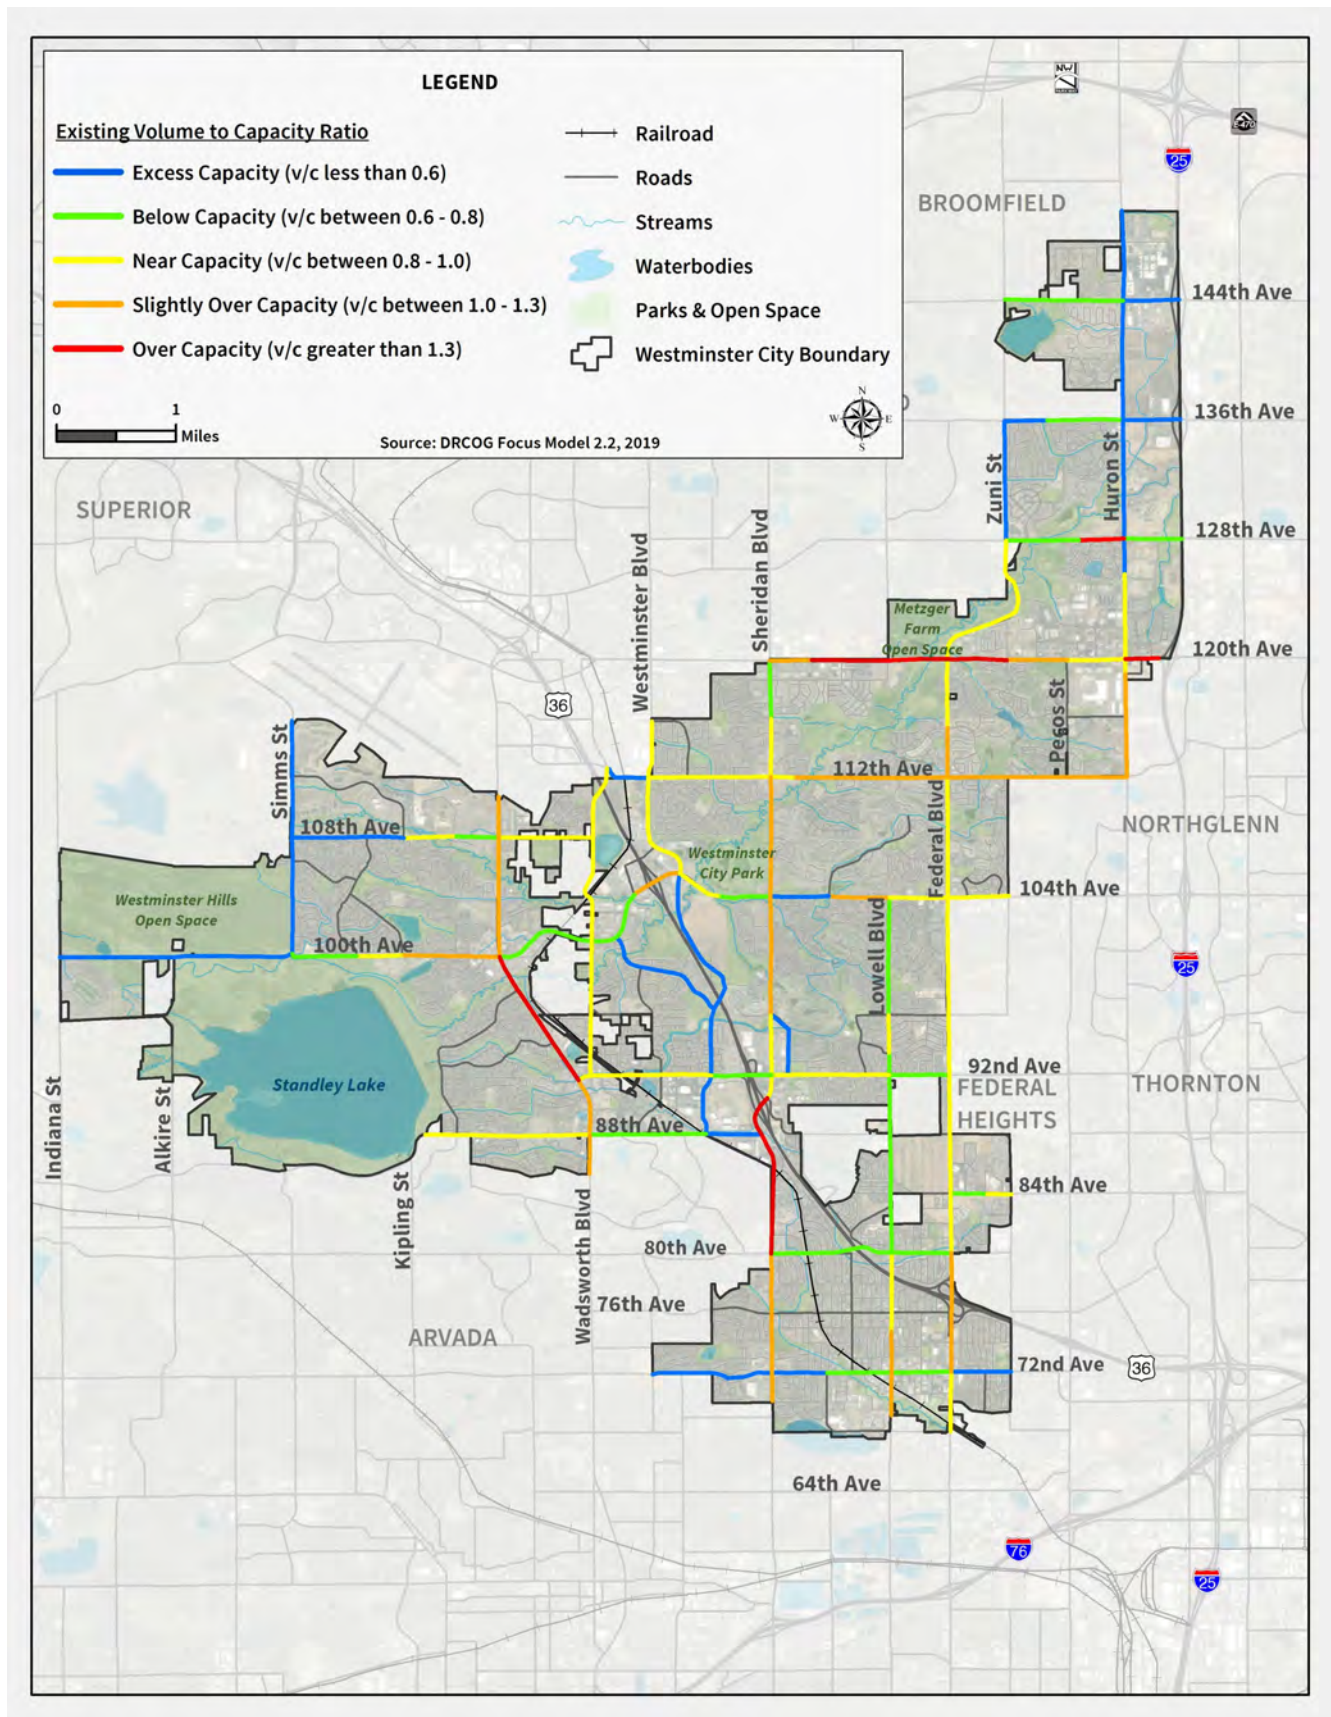 LEGEND
Existing Volume to Capacity Ratio
Excess Capacity (v/c less than 0.6)
Below Capacity (v/c between 0.6 - 0.8)
Near Capacity (v/c between 0.8 - 1.0)
Slightly Over Capacity (v/c between 1.0 - 1.3)
Over Capacity (v/c greater than 1.3)
Railroad
Roads
Streams
Waterbodies
Parks & Open Space
Westminster City Boundary
0 1
Miles
Source: DRCOG Focus Model 2.2, 2019
N
W E
S
NW
E-470
25
BROOMFIELD
144th Ave
136th Ave
Zuni St
Huron St
128th Ave
SUPERIOR
Westminster Blvd
Sheridan Blvd
Metzger
Farm
Open Space
120th Ave
36
Pecos St
Simms St
112th Ave
Federal Blvd
108th Ave
NORTHGLENN
Westminster
City Park
104th Ave
Westminster Hills
Open Space
100th Ave
Lowell Blvd
25
92nd Ave
Standley Lake
FEDERAL
HEIGHTS
THORNTON
Indiana St
Alkire St
88th Ave
Kipling St
84th Ave
Wadsworth Blvd
80th Ave
76th Ave
ARVADA
72nd Ave
36
64th Ave
76
25